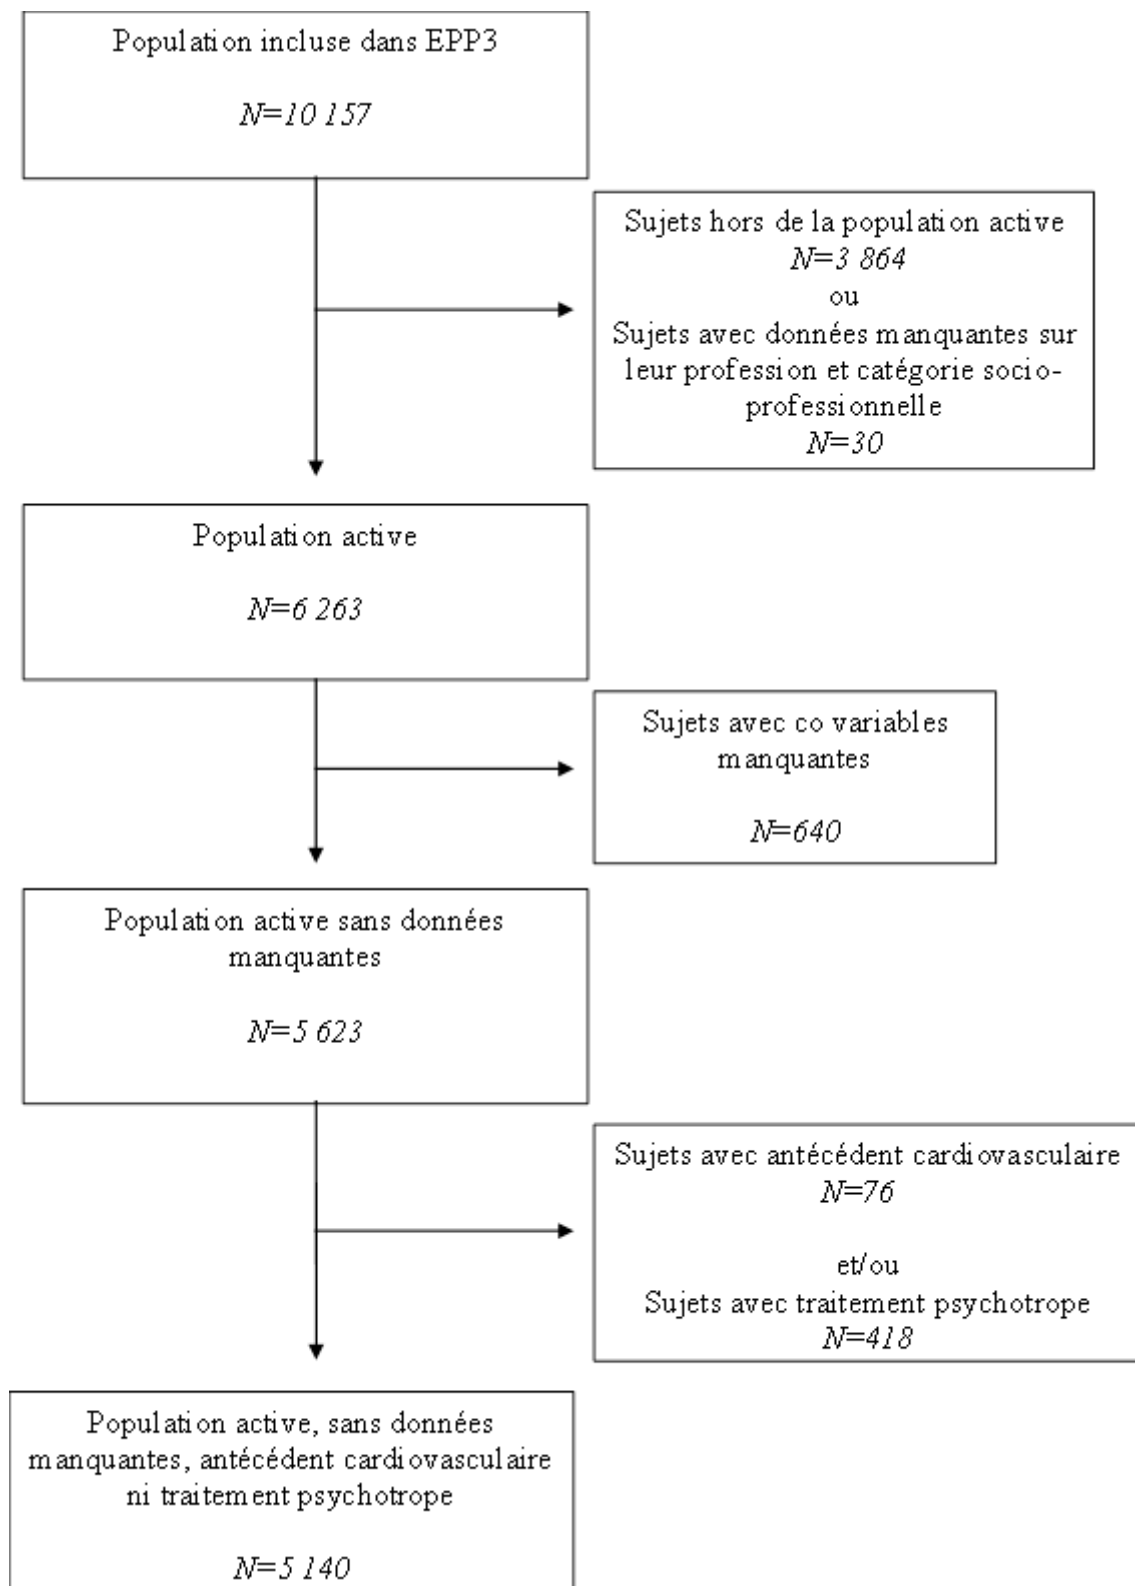 Population incluse dans EPP3
N=10 157
Sujets hors de la population active
N=3 864
ou
Sujets avec données manquantes sur
leur profession et catégorie socio-
professionnelle
N=30
Population active
N=6 263
Sujets avec co variables
manquantes
N=640
Population active sans données
manquantes
N=5 623
Sujets avec antécédent cardiovasculaire
N=76
et/ou
Sujets avec traitement psychotrope
N=418
Population active, sans données
manquantes, antécédent cardiovasculaire
ni traitement psychotrope
N=5 140